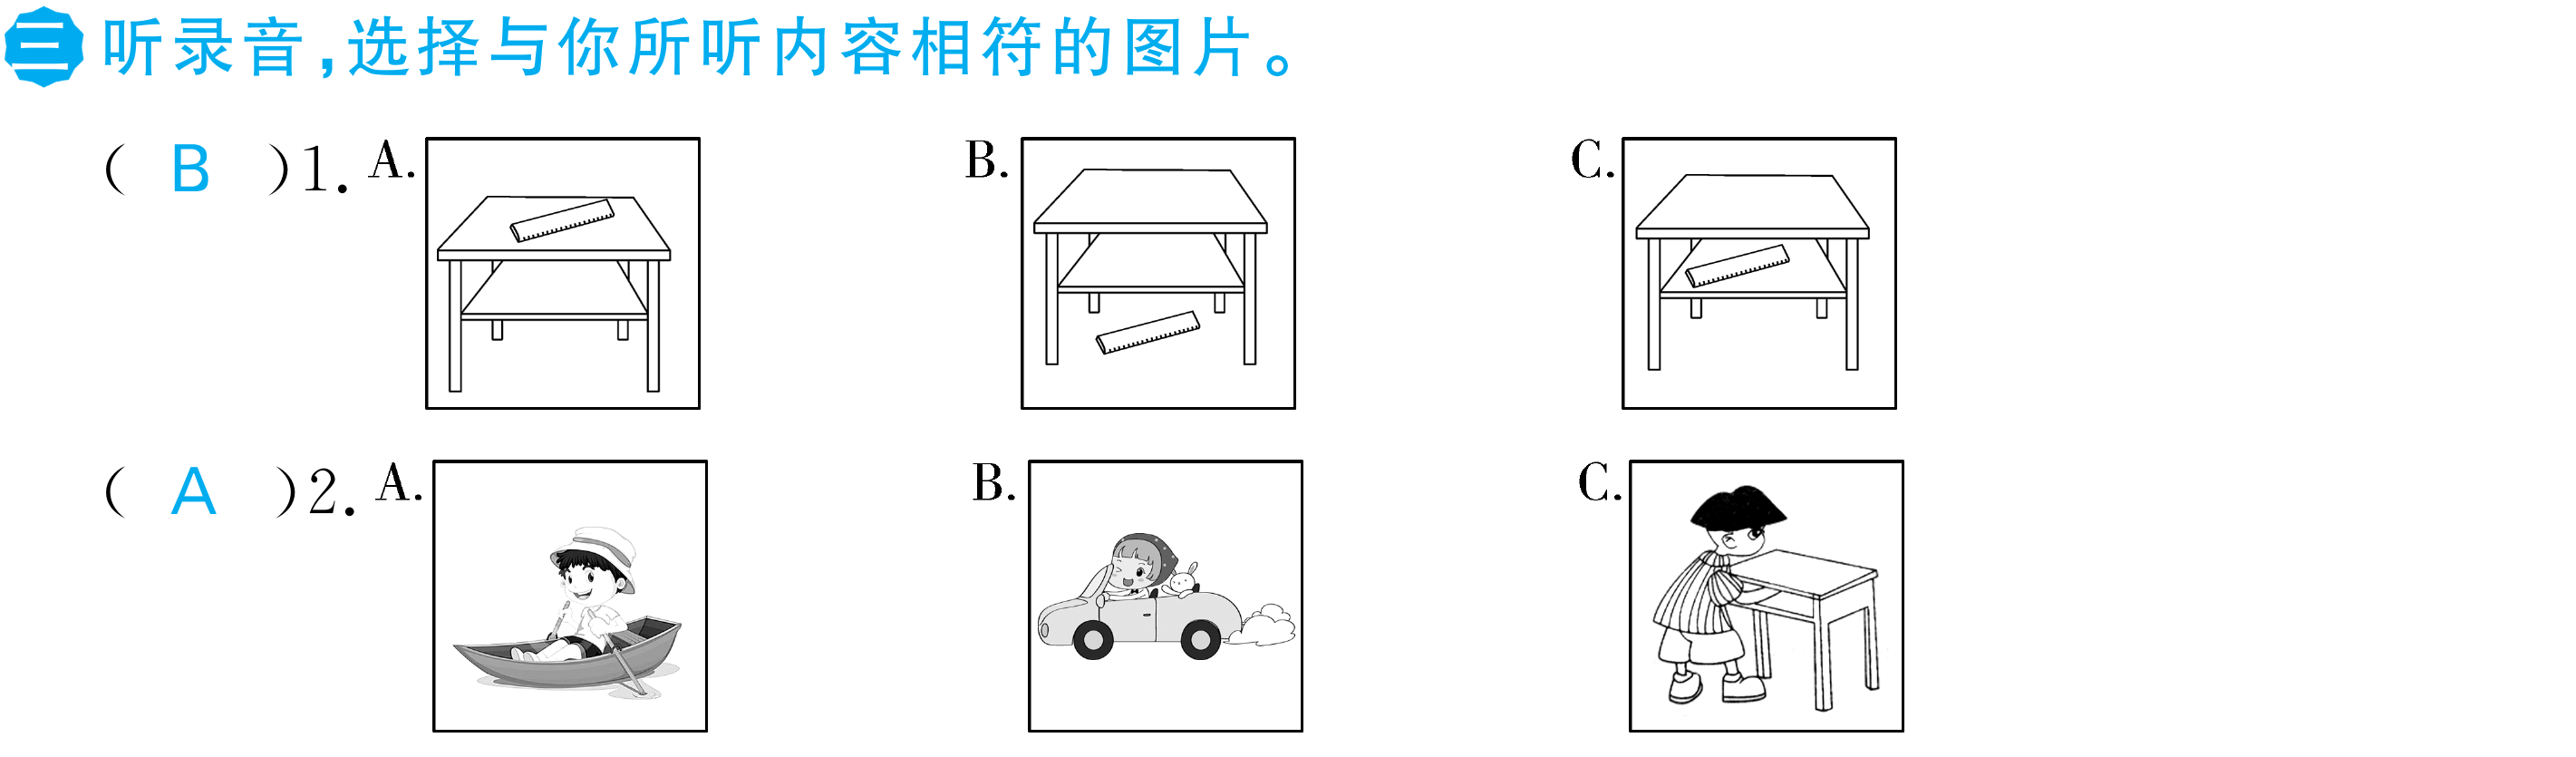 三 听录音,选择与你所听内容相符的图片。
( B )1. A. B. C.
( A )2. A. B. C.